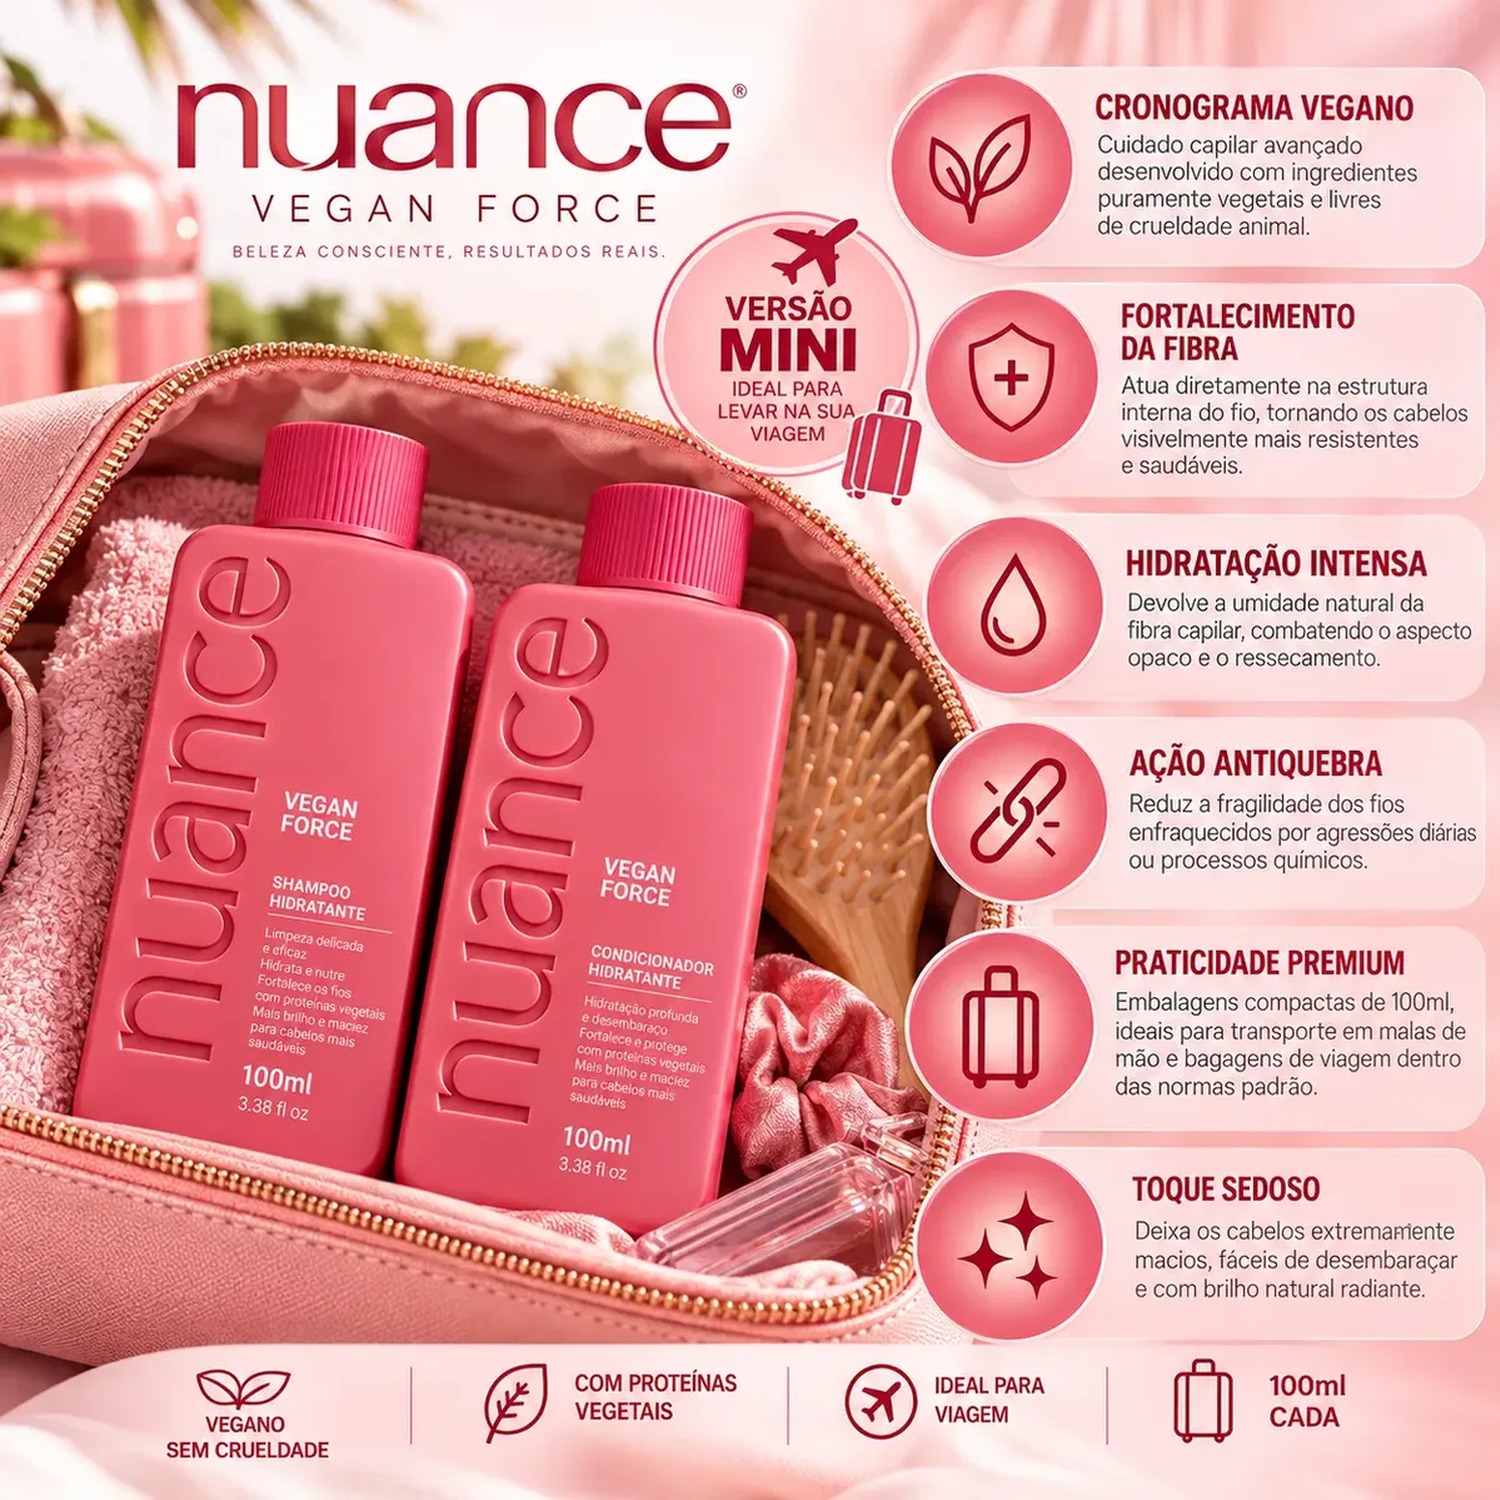 nuance®
VEGAN FORCE
BELEZA CONSCIENTE, RESULTADOS REAIS.
VERSÃO
MINI
IDEAL PARA
LEVAR NA SUA
VIAGEM
nuance
VEGAN
FORCE
SHAMPOO
HIDRATANTE
Limpeza delicada
e eficaz
Hidrata e nutre
Fortalece os fios
com proteínas vegetais
Mais brilho e maciez
para cabelos mais
saudáveis
100ml
3.38 fl oz
nuance
VEGAN
FORCE
CONDICIONADOR
HIDRATANTE
Hidratação profunda
e desembaraço
Fortalece e protege
com proteínas vegetais
Mais brilho e maciez
para cabelos mais
saudáveis
100ml
3.38 fl oz
CRONOGRAMA VEGANO
Cuidado capilar avançado
desenvolvido com ingredientes
puramente vegetais e livres
de crueldade animal.
FORTALECIMENTO
DA FIBRA
Atua diretamente na estrutura
interna do fio, tornando os cabelos
visivelmente mais resistentes
e saudáveis.
HIDRATAÇÃO INTENSA
Devolve a umidade natural da
fibra capilar, combatendo o aspecto
opaco e o ressecamento.
AÇÃO ANTIQUEBRA
Reduz a fragilidade dos fios
enfraquecidos por agressões diárias
ou processos químicos.
PRATICIDADE PREMIUM
Embalagens compactas de 100ml,
ideais para transporte em malas de
mão e bagagens de viagem dentro
das normas padrão.
TOQUE SEDOSO
Deixa os cabelos extremamente
macios, fáceis de desembaraçar
e com brilho natural radiante.
VEGANO
SEM CRUELDADE
COM PROTEÍNAS
VEGETAIS
IDEAL PARA
VIAGEM
100ml
CADA